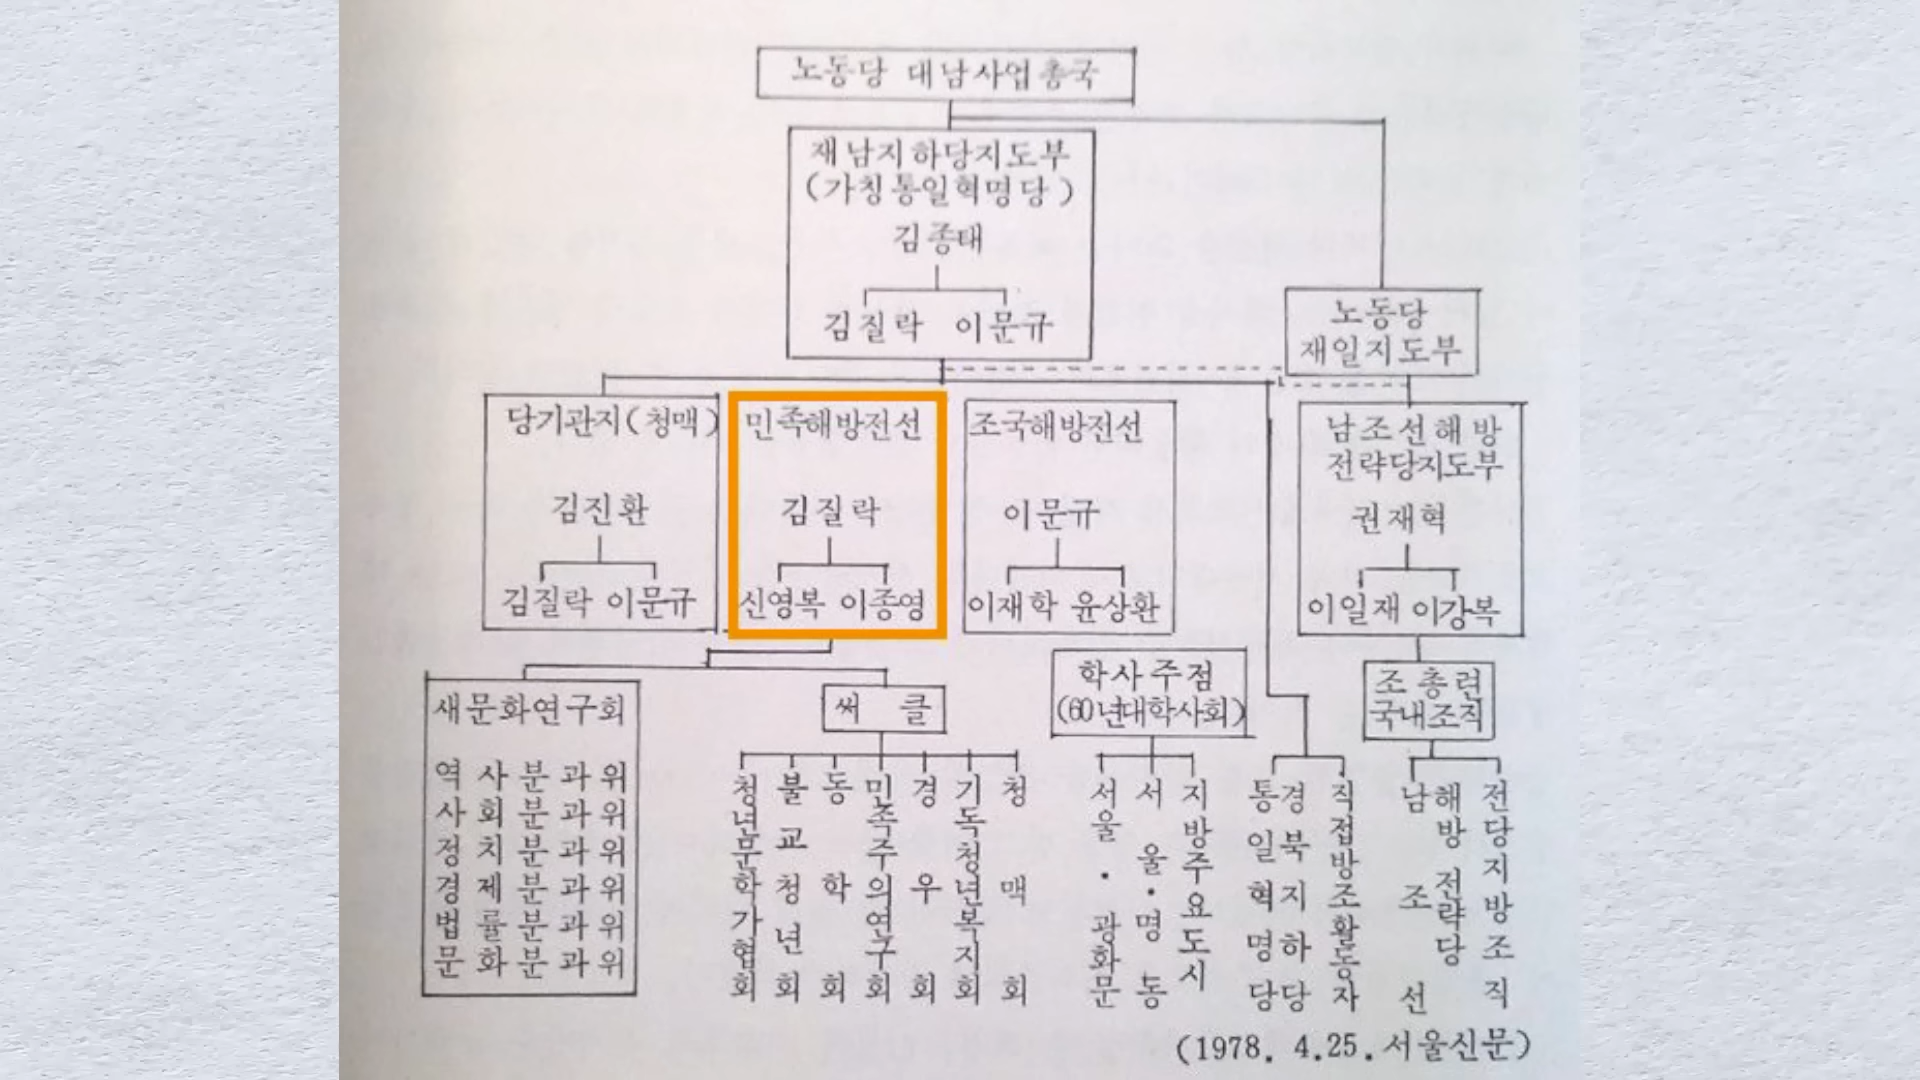 노동당 대남사업총국
재남지하당지도부
(가칭통일혁명당)
김종태
김질락 이문규
노동당
재일지도부
당기관지(청맥)
김진환
김질락 이문규
민족해방전선
김질락
신영복 이종영
조국해방전선
이문규
이재학 윤상환
남조선해방
전략당지도부
권재혁
이일재 이강복
새문화연구회
역사분과위
사회분과위
정치분과위
경제분과위
법률분과위
문화분과위
써클
청년문학가협회
불교청년회
동학회
민족주의연구회
경우회
기독청년복지회
청맥회
학사주점
(60년대학사회)
서울·광화문
서울·명동
지방주요도시
통일혁명당
경북지하당
직접방조활동자
조총련
국내조직
남조선
해방전략당
전당지방조직
(1978. 4.25.서울신문)